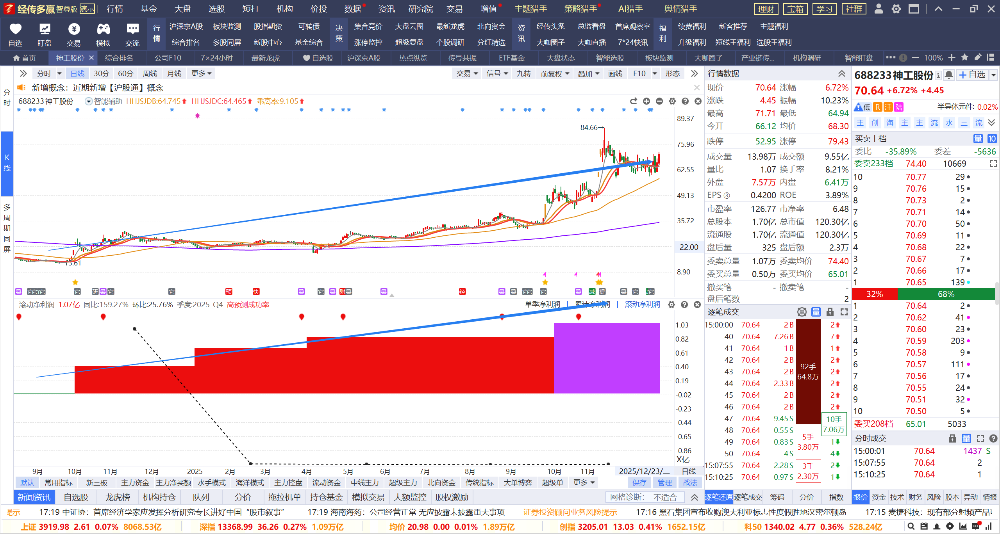 经传多赢 智尊版 演示 行情 基金 大盘 选股 短打 机构 价投 数据 资讯 研究院 交易 增值 主题猎手 策略猎手 AI猎手 舆情猎手 理财 宝箱 学习 社群
自选 盯盘 交易 模拟 交流
行情 沪深京A股 板块监测 股指期货 可转债
综合排名 多股同屏 新股中心 基金综合
决策 集合竞价 大盘云图 最新龙虎 北向资金
涨停监控 超级复盘 个股调研 分红精选
资讯 经传头条 总监看盘 首席观察室
大咖圈子 大咖直播 7*24快讯
福利 续费福利 新客推荐 主题福利
升级福利 短线王福利 选股王福利
首页 神工股份 综合排名 公司F10 7×24小时 最新龙虎 自选股 沪深京A股 热点纵览 传导共振 ETF基金 大盘状态 智能选股 板块监测 大咖圈子 产业链传... 机构调研 智能盯盘 100%
分时
K线
多周期同屏
分时 日线 30分 60分 周线 月线 更多 交易 信号 九转 前复权 叠加 画线 F10 形态
新增概念：近期新增【沪股通】概念
688233 神工股份 智能辅助 HHJSJDB:64.745 HHJSJDC:64.465 乖离率:9.105
89.37
84.66
75.96
62.55
49.13
35.72
22.00
13.61
8.90
叠 它 研 叠 它 它 预 快 叠 它 叠 财 叠 叠 经 叠 叠 它 它 叠 减 提 叠 它 它
滚动净利润 1.07亿 同比:159.27% 环比:25.76% 季度:2025-Q4 高预测成功率 单季净利润 累计净利润 滚动净利润
1.03
0.82
0.61
0.40
0.19
-0.02
-0.23
-0.44
-0.65
-0.86
X亿
9月 10月 11月 12月 2025 2月 3月 4月 5月 6月 7月 8月 9月 10月 11月 2025/12/23/二 日线
默认 常用指标 新三板 主力资金 主力净买额 水手模式 海洋模式 主力控盘 流动资金 中线主力 超级主力 北向资金 传统指标 大单博弈 超级单 更多 保存 管理 战法
新闻资讯 自选股 龙虎榜 机构持仓 队列 分价 拖拉机单 持仓基金 模拟交易 大额监控 股权激励 网格诊断： 不适合
行情数据
现价 70.64 涨幅 6.72%
涨跌 4.45 振幅 10.23%
最高 71.71 最低 64.94
今开 66.12 均价 68.30
跌停 52.95 涨停 79.43
成交量 13.98万 成交额 9.55亿
量比 1.07 换手率 8.21%
外盘 7.57万 内盘 6.41万
EPS ③ 0.4200 ROE 3.89%
市盈率 126.77 市净率 6.48
总股本 1.70亿 总市值 120.30亿
流通股 1.70亿 流通值 120.30亿
盘后量 325 盘后额 2.3万
委卖总量 1.07万 委卖均价 74.40
委买总量 0.50万 委买均价 65.01
撤买笔 - 撤卖笔 -
盘后笔数 2
逐笔成交 单 量
15:00:00 70.64 2 B 2
40 70.64 7.26 B 7
41 70.64 1 B 1
42 70.64 2 B 2
43 70.64 2 B 2
44 70.64 2.33 B 2
45 70.64 2 B 2
46 70.64 2 B 2
47 70.64 9.45 S
48 70.64 0.55 S
49 70.64 0.83 S 1
50 70.64 4 S 4
15:07:55 70.64 2.28 S 2
15:10:25 70.64 0.97 S 1
92手
64.8万
10手
7.06万
5手
3.80万
3手
2.30万
逐笔还原 逐笔成交 筹码 分价 指数
688233 神工股份 自选
70.64 +6.72% +4.45
低 R 注 陆 半导体元件: 0.02%
主 创 海 主 主 流 水 三 流
买卖十档 量 10
委比 -35.89% 委差 -5636
委卖233档 74.40 10669
10 70.77 29
9 70.76 15
8 70.73 2
7 70.71 14
6 70.70 50
5 70.69 11
4 70.68 22
3 70.67 7
2 70.66 17
1 70.65 139
32% 68%
1 70.64 2
2 70.62 41
3 70.60 23
4 70.59 203
5 70.58 9
6 70.57 111
7 70.56 17
8 70.55 24
9 70.51 32
10 70.50 5
委买208档 65.01 5033
分时成交 量
15:00:01 70.64 1437 S
15:07:55 70.64 2
15:10:25 70.64 1
报价 资金 技术 财务 风险 股本 异动 情报
提示 17:19 中证协：首席经济学家应发挥分析研究专长讲好中国“股市叙事” 17:19 海南海药：公司经营正常 无应披露未披露重大事项 证券投资顾问业务风险提示 17:16 黑石集团宣布收购澳大利亚标志性度假胜地汉密尔顿岛 17:15 麦捷科技：现有部分射频产品可
上证 3919.98 2.61 0.07% 8068.53亿 深指 13368.99 36.26 0.27% 1.09万亿 均价 20.98 0.00 0.01% 1.89万亿 创指 3205.01 13.03 0.41% 1652.15亿 科50 1340.02 4.77 0.36% 528.24亿